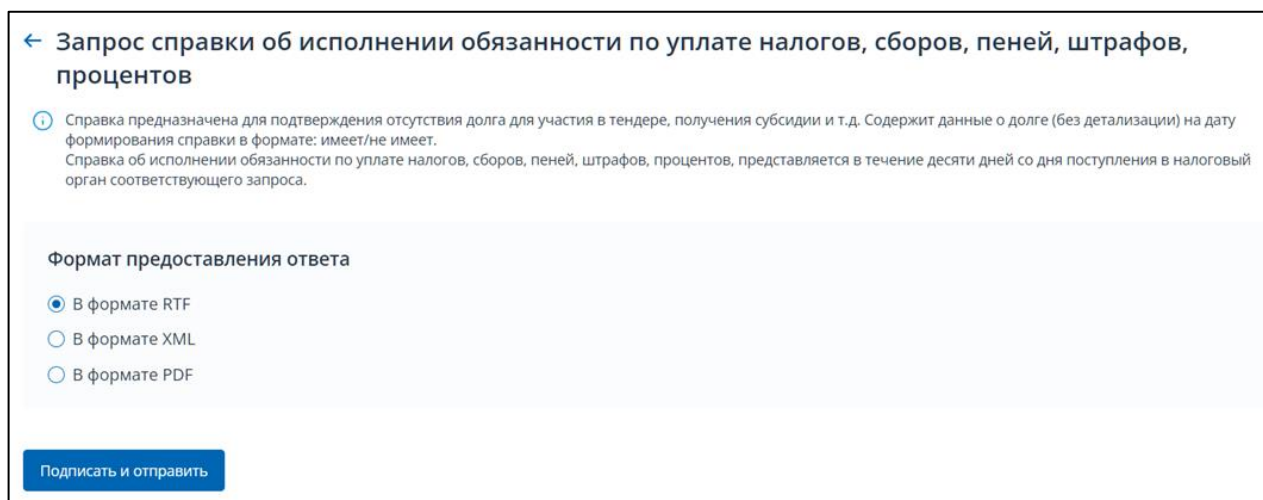 Запрос справки об исполнении обязанности по уплате налогов, сборов, пеней, штрафов,
процентов
Справка предназначена для подтверждения отсутствия долга для участия в тендере, получения субсидии и т.д. Содержит данные о долге (без детализации) на дату
формирования справки в формате: имеет/не имеет.
Справка об исполнении обязанности по уплате налогов, сборов, пеней, штрафов, процентов, представляется в течение десяти дней со дня поступления в налоговый
орган соответствующего запроса.
Формат предоставления ответа
В формате RTF
В формате XML
В формате PDF
Подписать и отправить